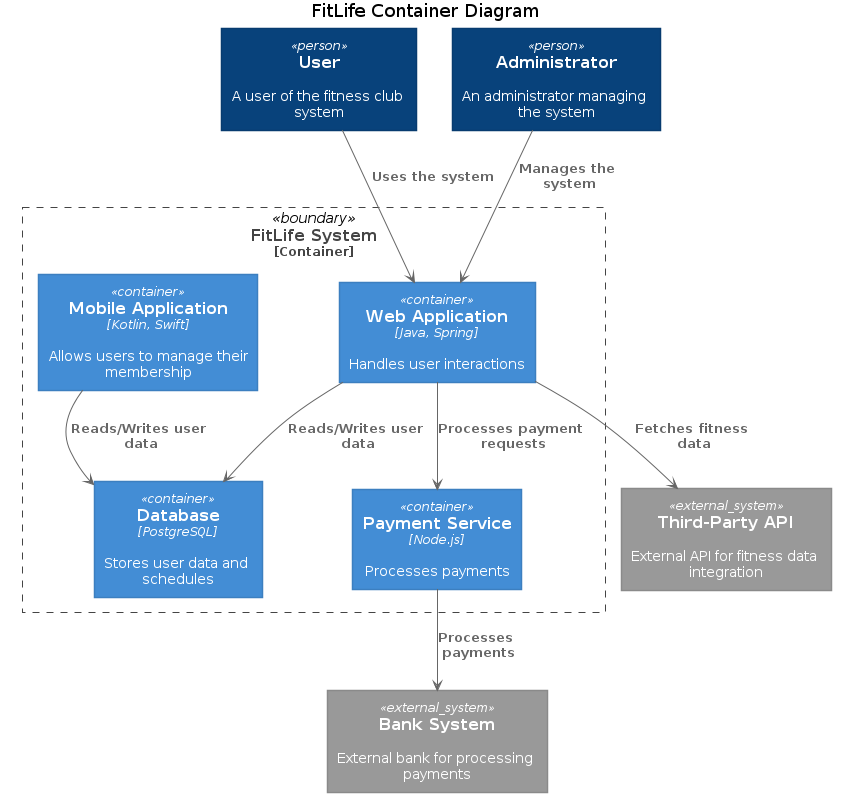 FitLife Container Diagram
«person»
User
A user of the fitness club
system
«person»
Administrator
An administrator managing
the system
Uses the system
Manages the
system
«boundary»
FitLife System
[Container]
«container»
Mobile Application
[Kotlin, Swift]
Allows users to manage their
membership
«container»
Web Application
[Java, Spring]
Handles user interactions
Reads/Writes user
data
Reads/Writes user
data
Processes payment
requests
Fetches fitness
data
«container»
Database
[PostgreSQL]
Stores user data and
schedules
«container»
Payment Service
[Node.js]
Processes payments
«external_system»
Third-Party API
External API for fitness data
integration
Processes
payments
«external_system»
Bank System
External bank for processing
payments